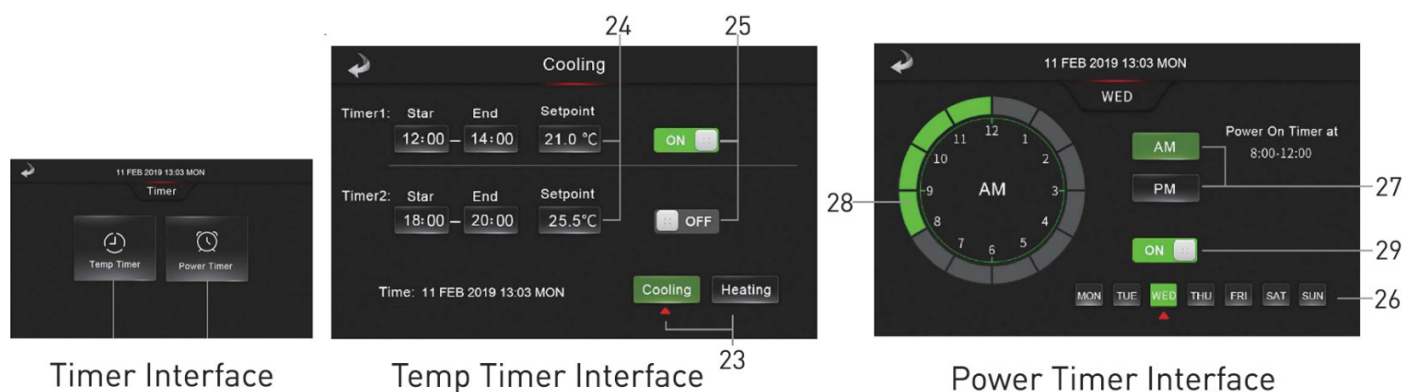 24
25
11 FEB 2019 13:03 MON
Timer
Temp Timer
Power Timer
Timer Interface
Cooling
Timer1: Star End Setpoint
12:00 – 14:00 21.0 °C ON
Timer2: Star End Setpoint
18:00 – 20:00 25.5°C OFF
Time: 11 FEB 2019 13:03 MON Cooling Heating
23
Temp Timer Interface
11 FEB 2019 13:03 MON
WED
12
1
2
3
4
5
6
7
8
9
10
11
AM
AM
PM
Power On Timer at
8:00-12:00
ON
MON TUE WED THU FRI SAT SUN
28
27
29
26
Power Timer Interface